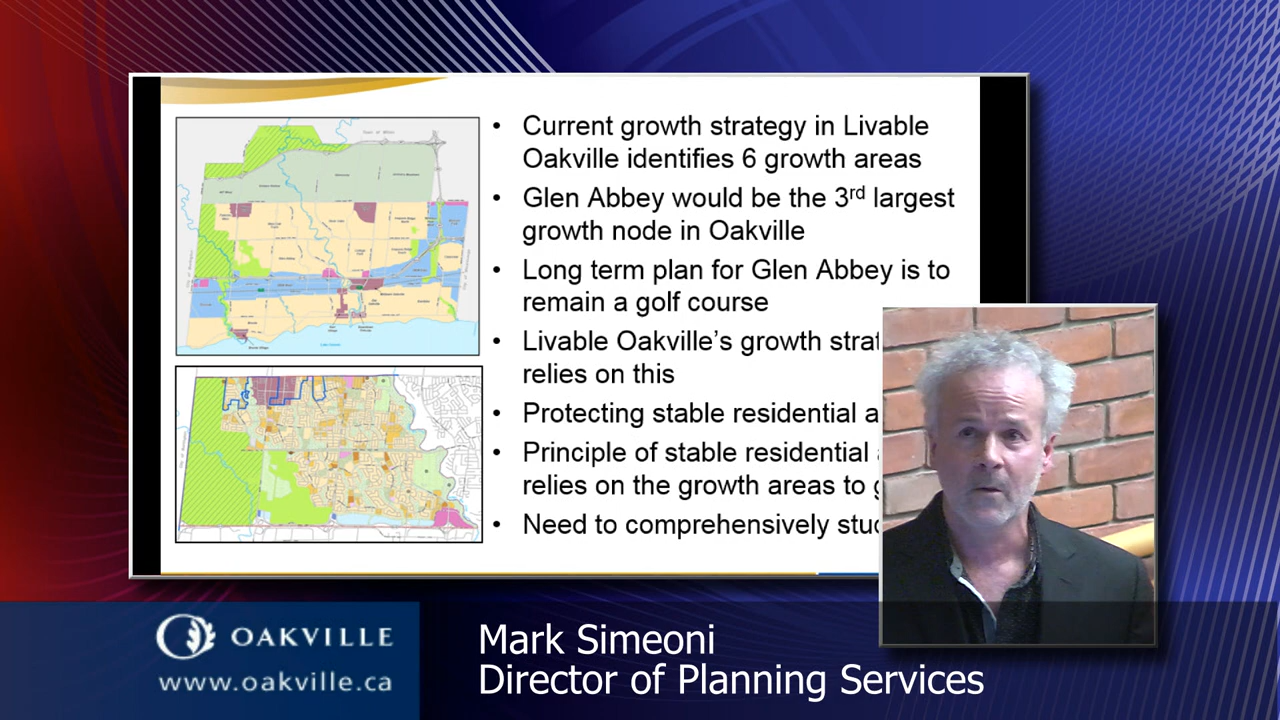 • Current growth strategy in Livable
Oakville identifies 6 growth areas
• Glen Abbey would be the 3rd largest
growth node in Oakville
• Long term plan for Glen Abbey is to
remain a golf course
• Livable Oakville's growth strat
relies on this
• Protecting stable residential a
• Principle of stable residential
relies on the growth areas to g
• Need to comprehensively stud
OAKVILLE
www.oakville.ca
Mark Simeoni
Director of Planning Services